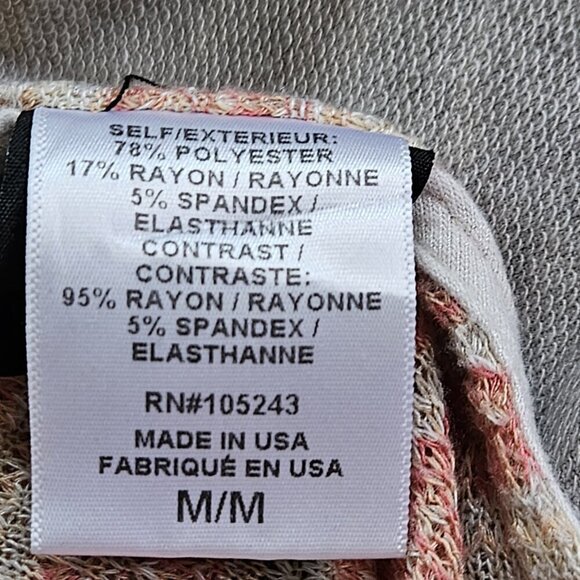 SELF/EXTERIEUR:
78% POLYESTER
17% RAYON / RAYONNE
5% SPANDEX /
ELASTHANNE
CONTRAST /
CONTRASTE:
95% RAYON / RAYONNE
5% SPANDEX /
ELASTHANNE
RN#105243
MADE IN USA
FABRIQUÉ EN USA
M/M